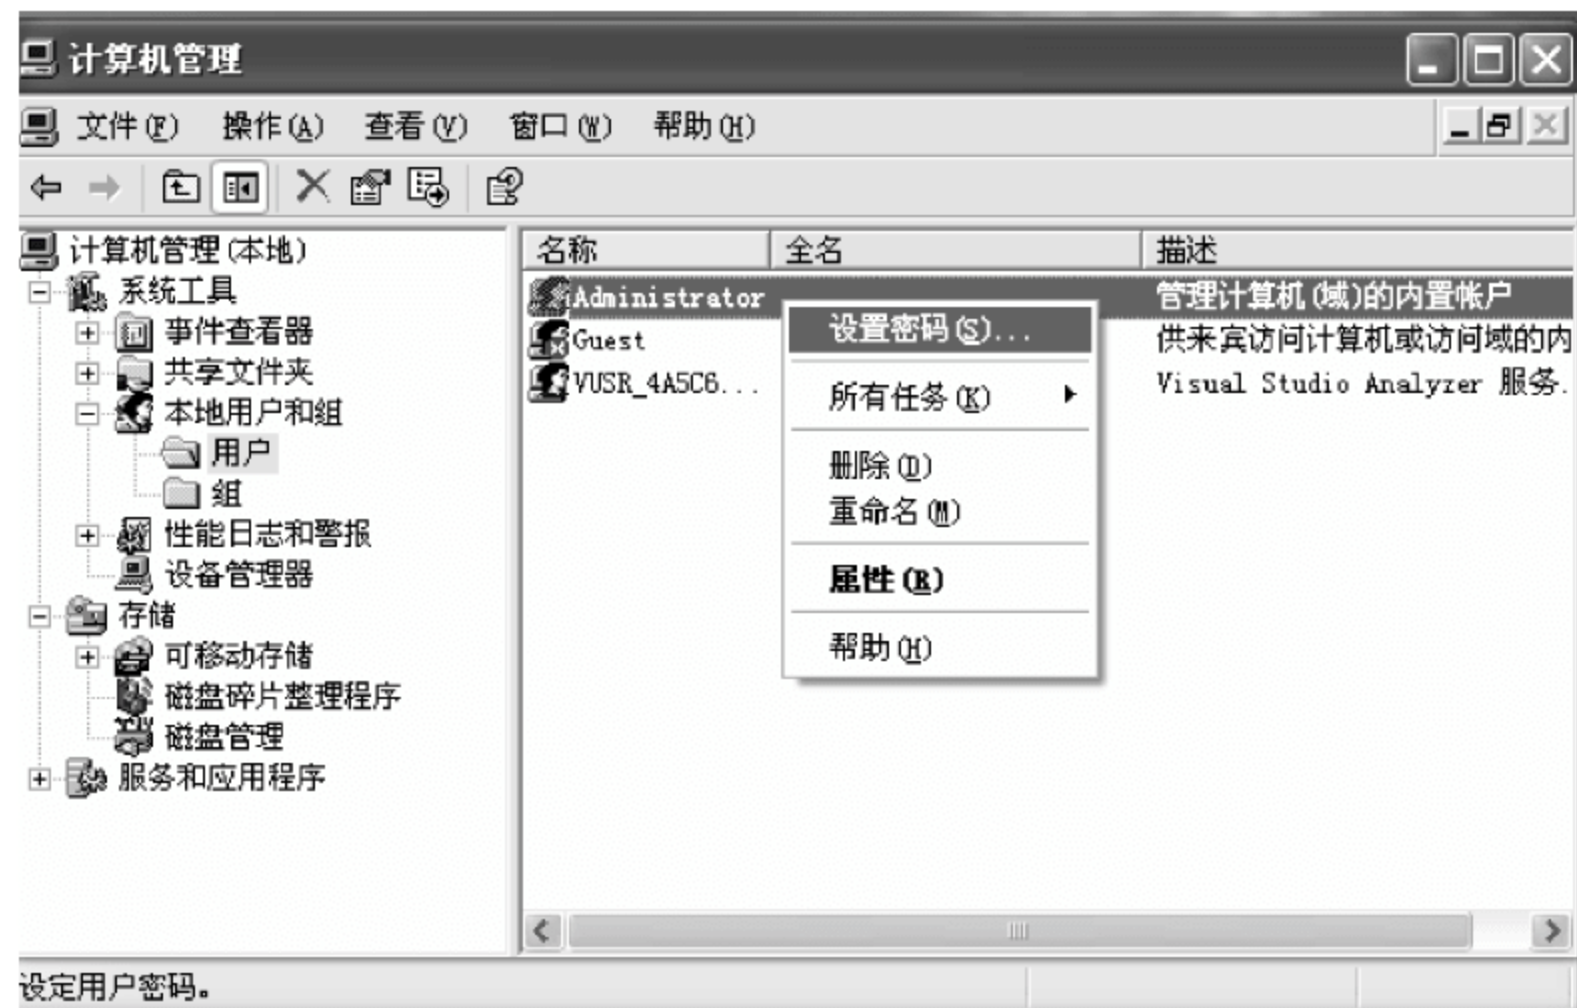 计算机管理
文件(F) 操作(A) 查看(V) 窗口(W) 帮助(H)
计算机管理(本地)
系统工具
事件查看器
共享文件夹
本地用户和组
用户
组
性能日志和警报
设备管理器
存储
可移动存储
磁盘碎片整理程序
磁盘管理
服务和应用程序
名称 全名 描述
Administrator 管理计算机(域)的内置帐户
Guest 供来宾访问计算机或访问域的内
VUSR_4A5C6... Visual Studio Analyzer 服务.
设置密码(S)...
所有任务(K)
删除(D)
重命名(M)
属性(R)
帮助(H)
设定用户密码。